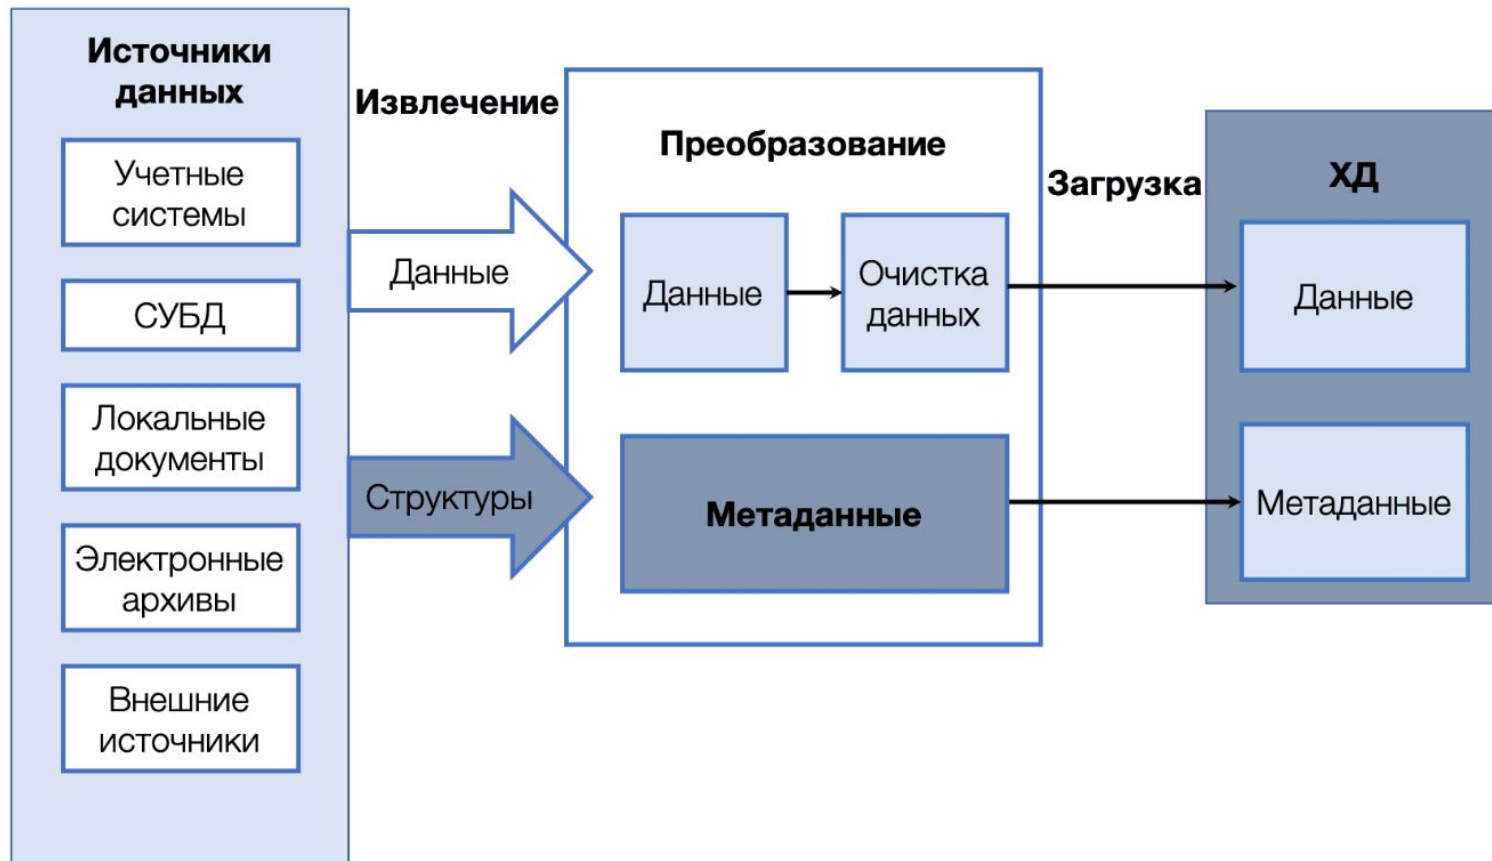 Источники
данных
Учетные
системы
СУБД
Локальные
документы
Электронные
архивы
Внешние
источники
Извлечение
Данные
Структуры
Преобразование
Данные
Очистка
данных
Метаданные
Загрузка
ХД
Данные
Метаданные